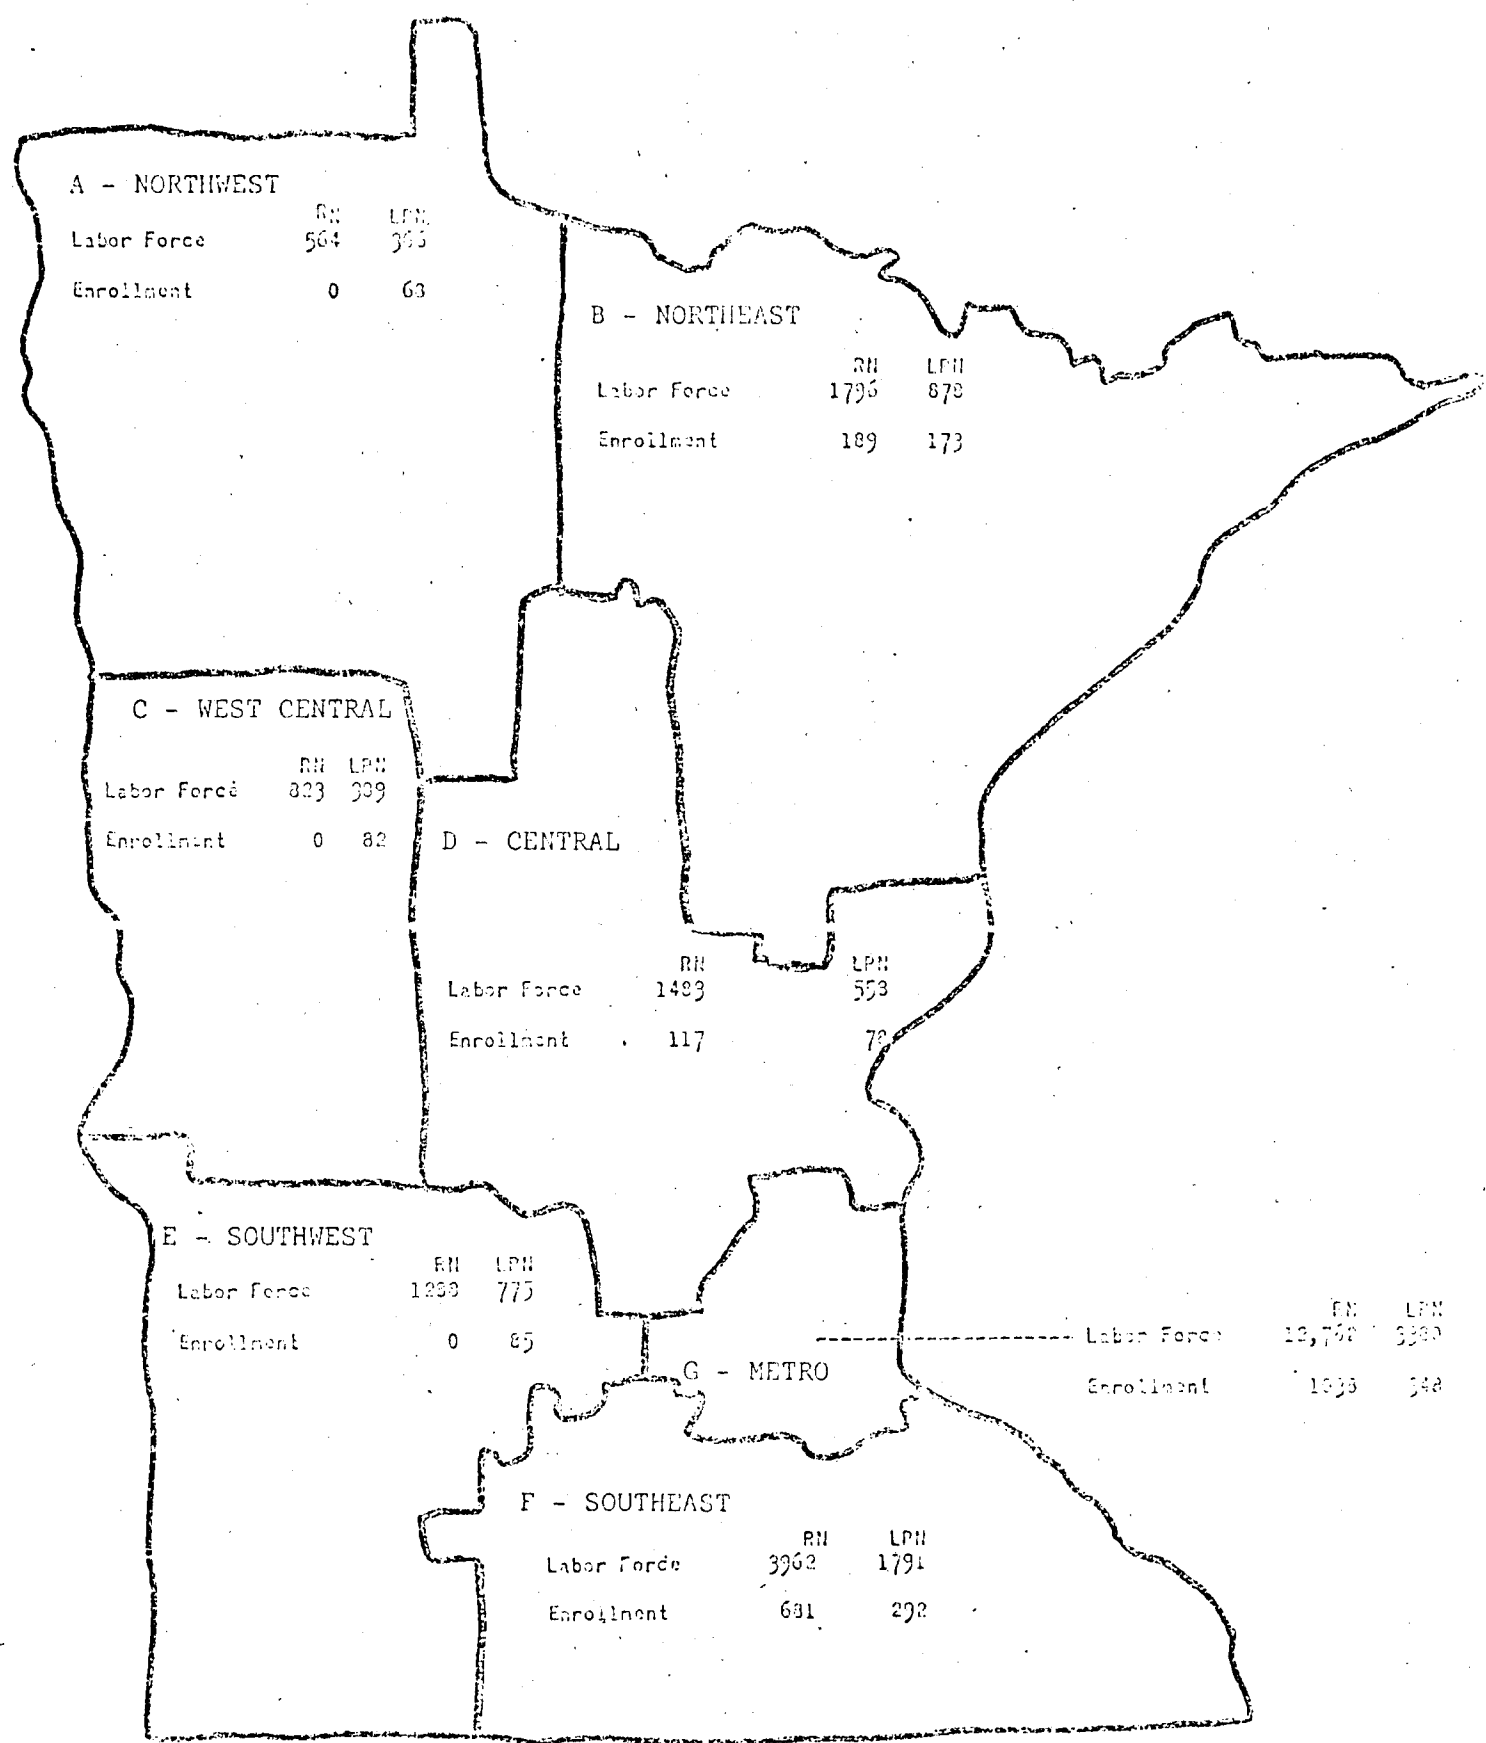 A - NORTHWEST
RN LPN
Labor Force 564
Enrollment 0
B - NORTHEAST
RN LPN
Labor Force 1796 878
Enrollment 189 173
C - WEST CENTRAL
RN LPN
Labor Force 823
Enrollment 0 82
D - CENTRAL
RN LPN
Labor Force 1483
Enrollment 117
E - SOUTHWEST
RN LPN
Labor Force 775
Enrollment 0 85
RN LPN
Labor Force
Enrollment
G - METRO
F - SOUTHEAST
RN LPN
Labor Force 3962 1791
Enrollment 681 292